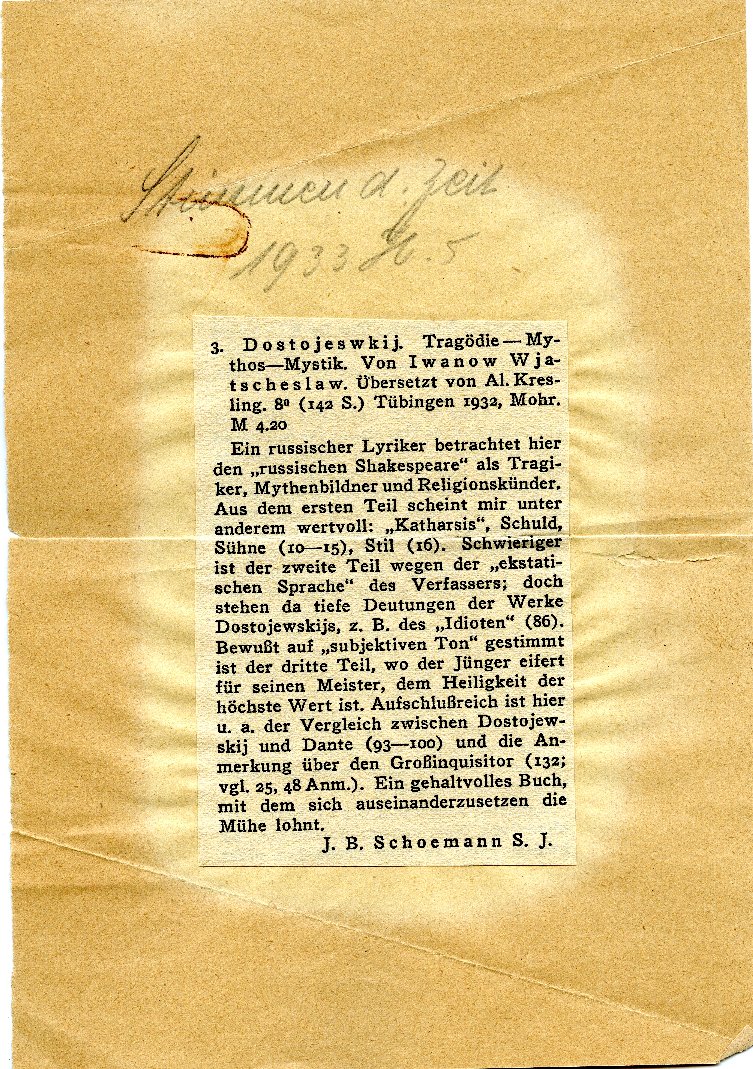 Stimmen d. Zeit
1933 H. 5
3. Dostojeswkij. Tragödie—My-
thos—Mystik. Von Iwanow Wja-
tscheslaw. Übersetzt von Al. Kres-
ling. 8⁰ (142 S.) Tübingen 1932, Mohr.
M 4.20
Ein russischer Lyriker betrachtet hier
den „russischen Shakespeare“ als Tragi-
ker, Mythenbildner und Religionskünder.
Aus dem ersten Teil scheint mir unter
anderem wertvoll: „Katharsis“, Schuld,
Sühne (10—15), Stil (16). Schwieriger
ist der zweite Teil wegen der „ekstati-
schen Sprache“ des Verfassers; doch
stehen da tiefe Deutungen der Werke
Dostojewskijs, z. B. des „Idioten“ (86).
Bewußt auf „subjektiven Ton“ gestimmt
ist der dritte Teil, wo der Jünger eifert
für seinen Meister, dem Heiligkeit der
höchste Wert ist. Aufschlußreich ist hier
u. a. der Vergleich zwischen Dostojew-
skij und Dante (93—100) und die An-
merkung über den Großinquisitor (132;
vgl. 25, 48 Anm.). Ein gehaltvolles Buch,
mit dem sich auseinanderzusetzen die
Mühe lohnt.
J. B. Schoemann S. J.